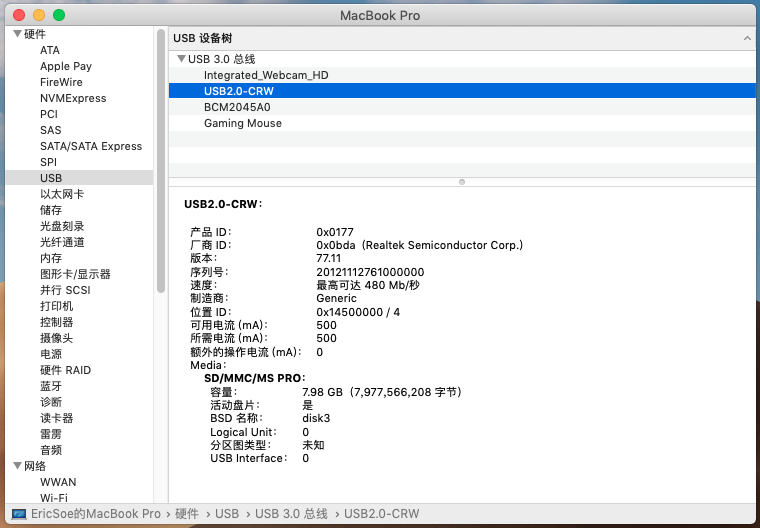 MacBook Pro
硬件
ATA
Apple Pay
FireWire
NVMExpress
PCI
SAS
SATA/SATA Express
SPI
USB
以太网卡
储存
光盘刻录
光纤通道
内存
图形卡/显示器
并行 SCSI
打印机
控制器
摄像头
电源
硬件 RAID
蓝牙
诊断
读卡器
雷雳
音频
网络
WWAN
Wi-Fi
USB 设备树
USB 3.0 总线
Integrated_Webcam_HD
USB2.0-CRW
BCM2045A0
Gaming Mouse
USB2.0-CRW：
产品 ID： 0x0177
厂商 ID： 0x0bda（Realtek Semiconductor Corp.）
版本： 77.11
序列号： 20121112761000000
速度： 最高可达 480 Mb/秒
制造商： Generic
位置 ID： 0x14500000 / 4
可用电流 (mA)： 500
所需电流 (mA)： 500
额外的操作电流 (mA)： 0
Media：
SD/MMC/MS PRO：
容量： 7.98 GB（7,977,566,208 字节）
活动盘片： 是
BSD 名称： disk3
Logical Unit： 0
分区图类型： 未知
USB Interface： 0
EricSoe的MacBook Pro › 硬件 › USB › USB 3.0 总线 › USB2.0-CRW